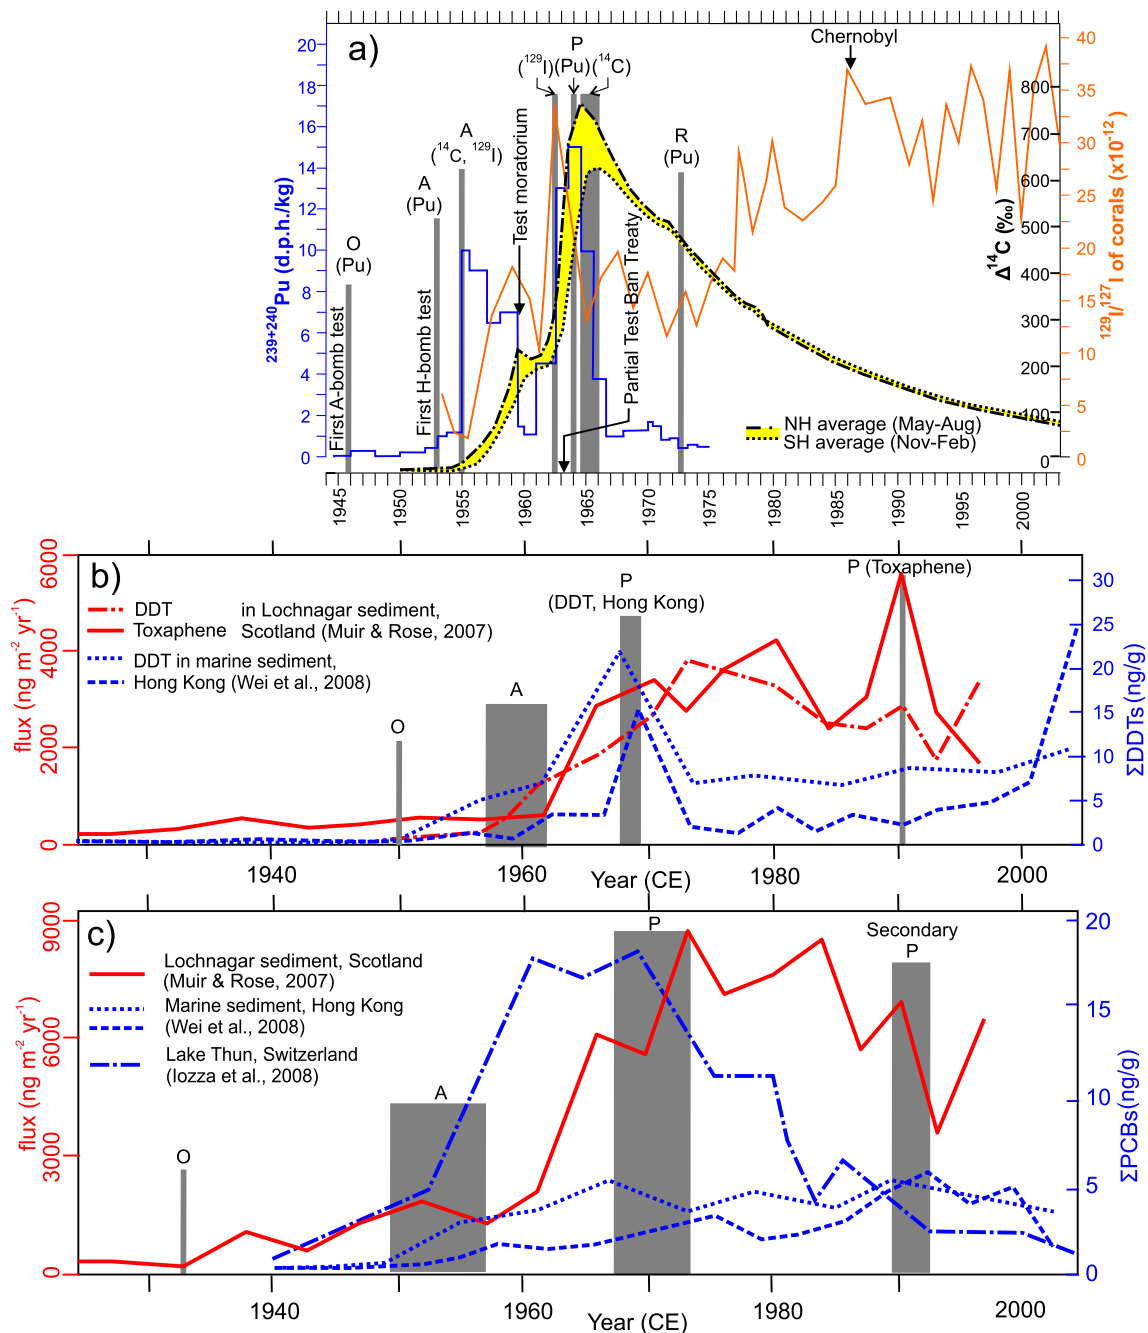 a)
Chernobyl
P
(129I)(Pu)(14C)
A
(14C, 129I)
A
(Pu)
O
(Pu)
R
(Pu)
First A-bomb test
First H-bomb test
Test moratorium
Partial Test Ban Treaty
239+240Pu (d.p.h./kg)
20
18
16
14
12
10
8
6
4
2
0
Δ14C (‰)
800
700
600
500
400
300
200
100
0
129I/127I of corals (x10-12)
40
35
30
25
20
15
10
5
0
NH average (May-Aug)
SH average (Nov-Feb)
1945
1950
1955
1960
1965
1970
1975
1980
1985
1990
1995
2000
b)
DDT
Toxaphene
in Lochnagar sediment,
Scotland (Muir & Rose, 2007)
DDT in marine sediment,
Hong Kong (Wei et al., 2008)
O
A
P
(DDT, Hong Kong)
P (Toxaphene)
flux (ng m-2 yr-1)
6000
4000
2000
0
ΣDDTs (ng/g)
30
25
20
15
10
5
0
1940
1960
1980
2000
Year (CE)
c)
Lochnagar sediment, Scotland
(Muir & Rose, 2007)
Marine sediment, Hong Kong
(Wei et al., 2008)
Lake Thun, Switzerland
(Iozza et al., 2008)
O
A
P
Secondary
P
flux (ng m-2 yr-1)
9000
6000
3000
0
ΣPCBs(ng/g)
20
15
10
5
0
1940
1960
1980
2000
Year (CE)